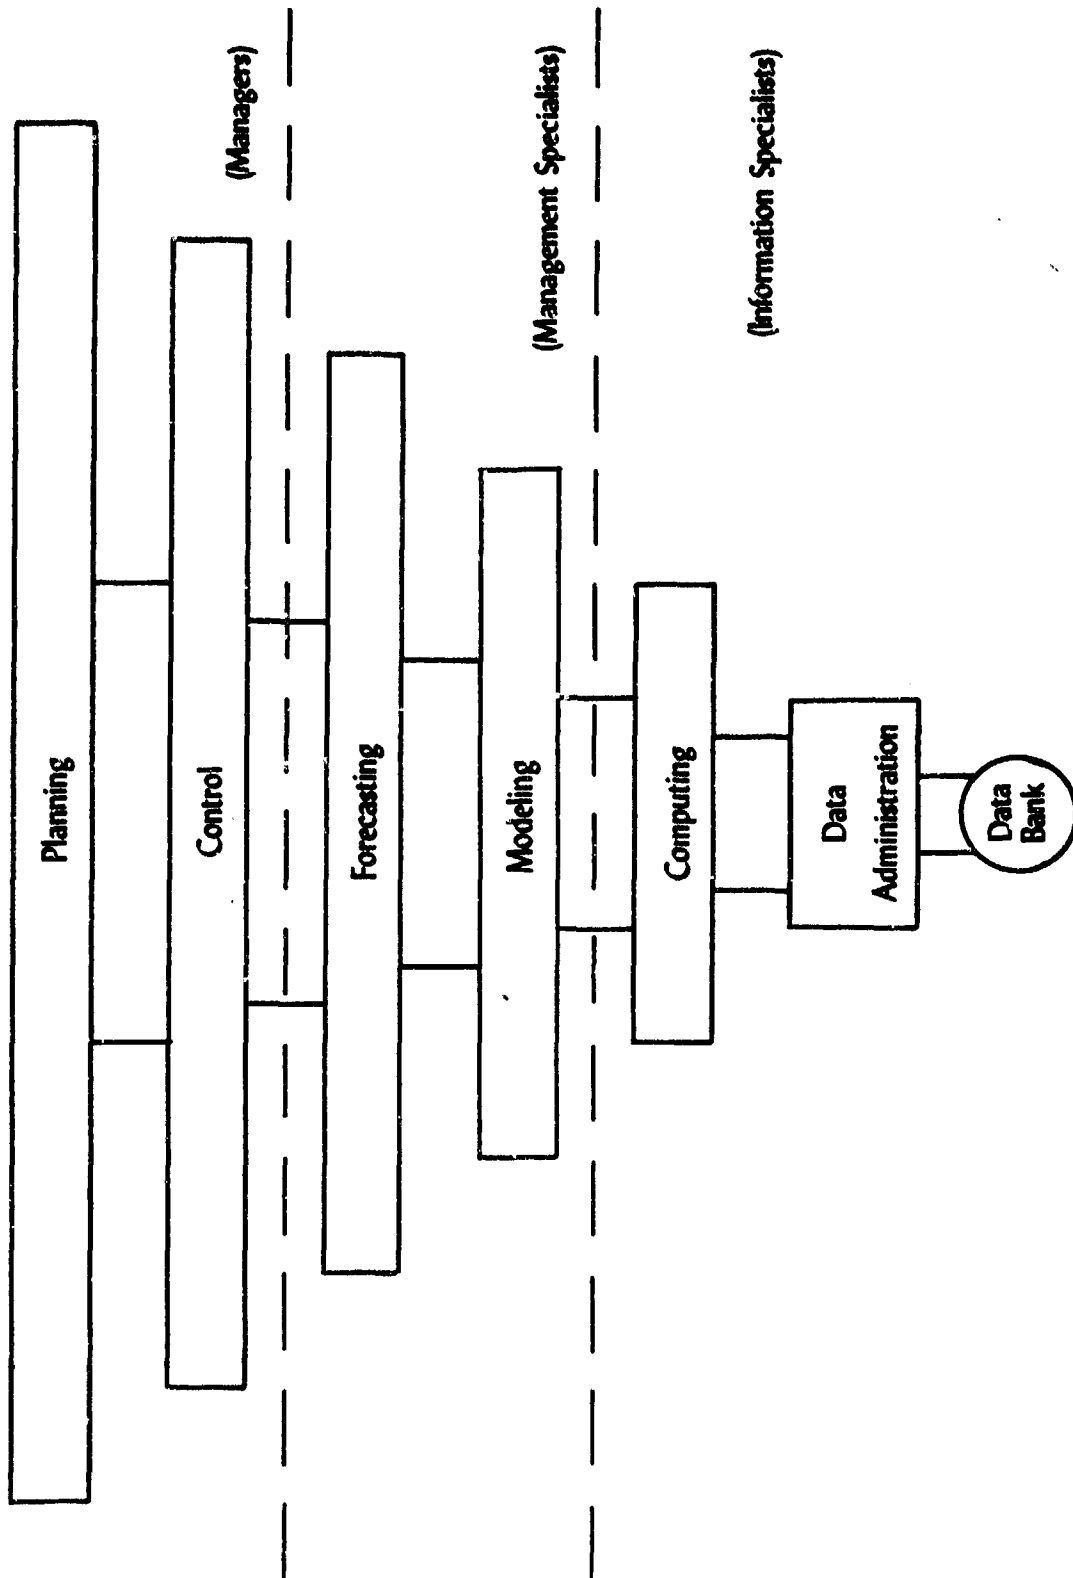 Planning
Control
(Managers)
Forecasting
Modeling
(Management Specialists)
Computing
Data
Administration
(Information Specialists)
Data
Bank